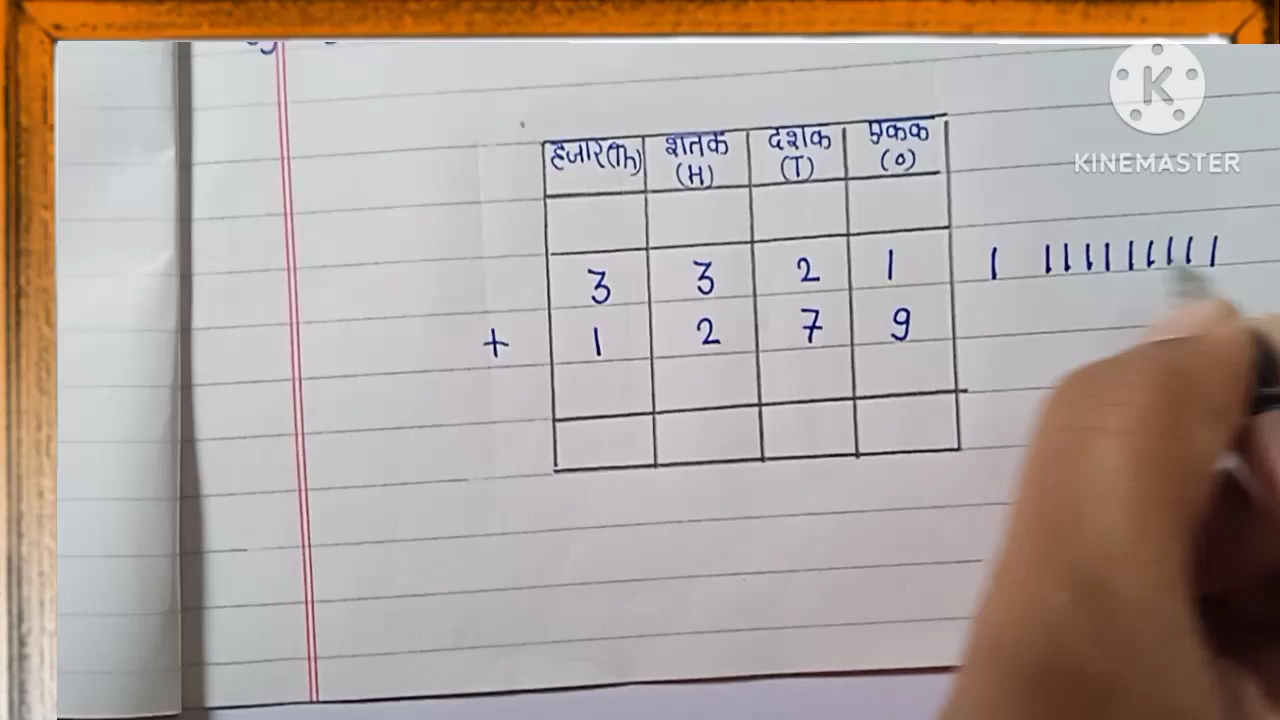 K
KINEMASTER
हजार(Th) शतक (H) दशक (T) एकक (O)
3 3 2 1 | | | | | | | | | |
+ 1 2 7 9